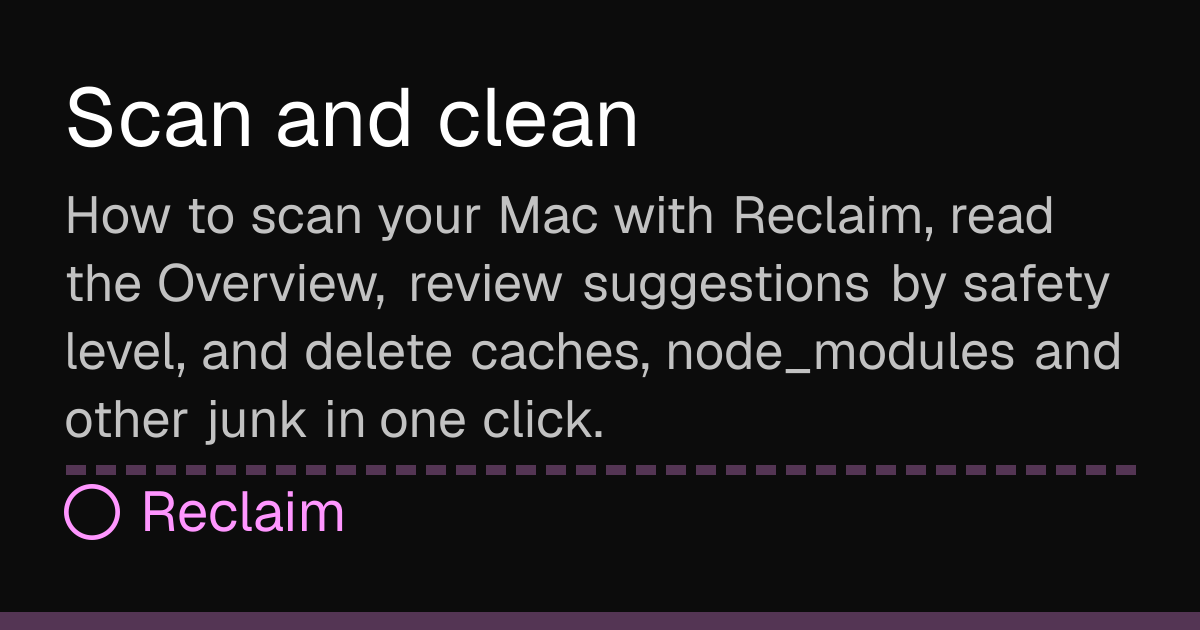 Scan and clean
How to scan your Mac with Reclaim, read
the Overview, review suggestions by safety
level, and delete caches, node_modules and
other junk in one click.
Reclaim